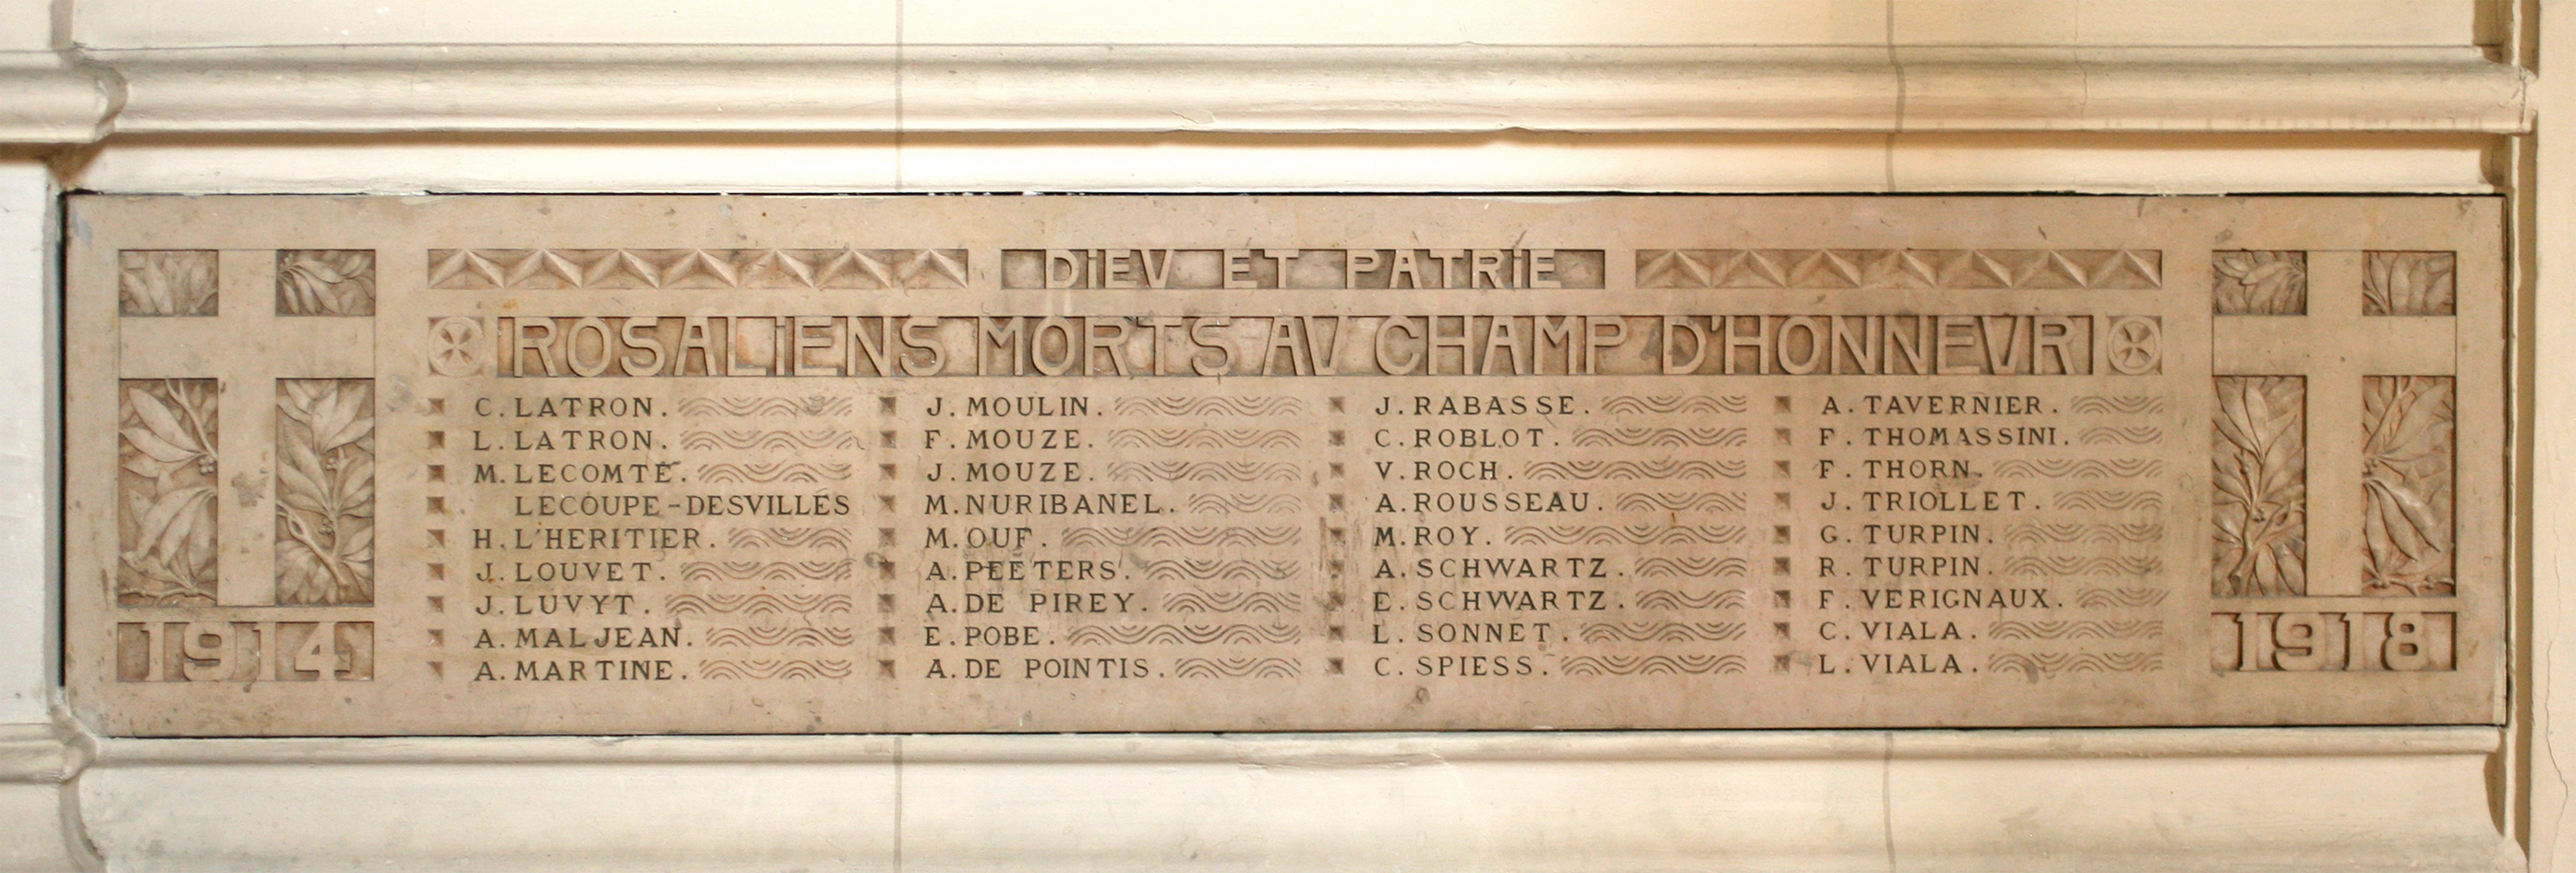 DiEV ET PATRiE
ROSALiENS MORTS AV CHAMP D'HONNEVR
C. LATRON.
L. LATRON.
M. LECOMTE.
LECOUPE-DESVILLES
H. L'HERITIER.
J. LOUVET.
J. LUVYT.
A. MALJEAN.
A. MARTINE.
J. MOULIN.
F. MOUZE.
J. MOUZE.
M. NURIBANEL.
M. OUF.
A. PEETERS.
A. DE PIREY.
E. POBE.
A. DE POINTIS.
J. RABASSE.
C. ROBLOT.
V. ROCH.
A. ROUSSEAU.
M. ROY.
A. SCHWARTZ.
E. SCHWARTZ.
L. SONNET.
C. SPIESS.
A. TAVERNIER.
F. THOMASSINI.
F. THORN.
J. TRIOLLET.
G. TURPIN.
R. TURPIN.
F. VERIGNAUX.
C. VIALA.
L. VIALA.
1914
1918